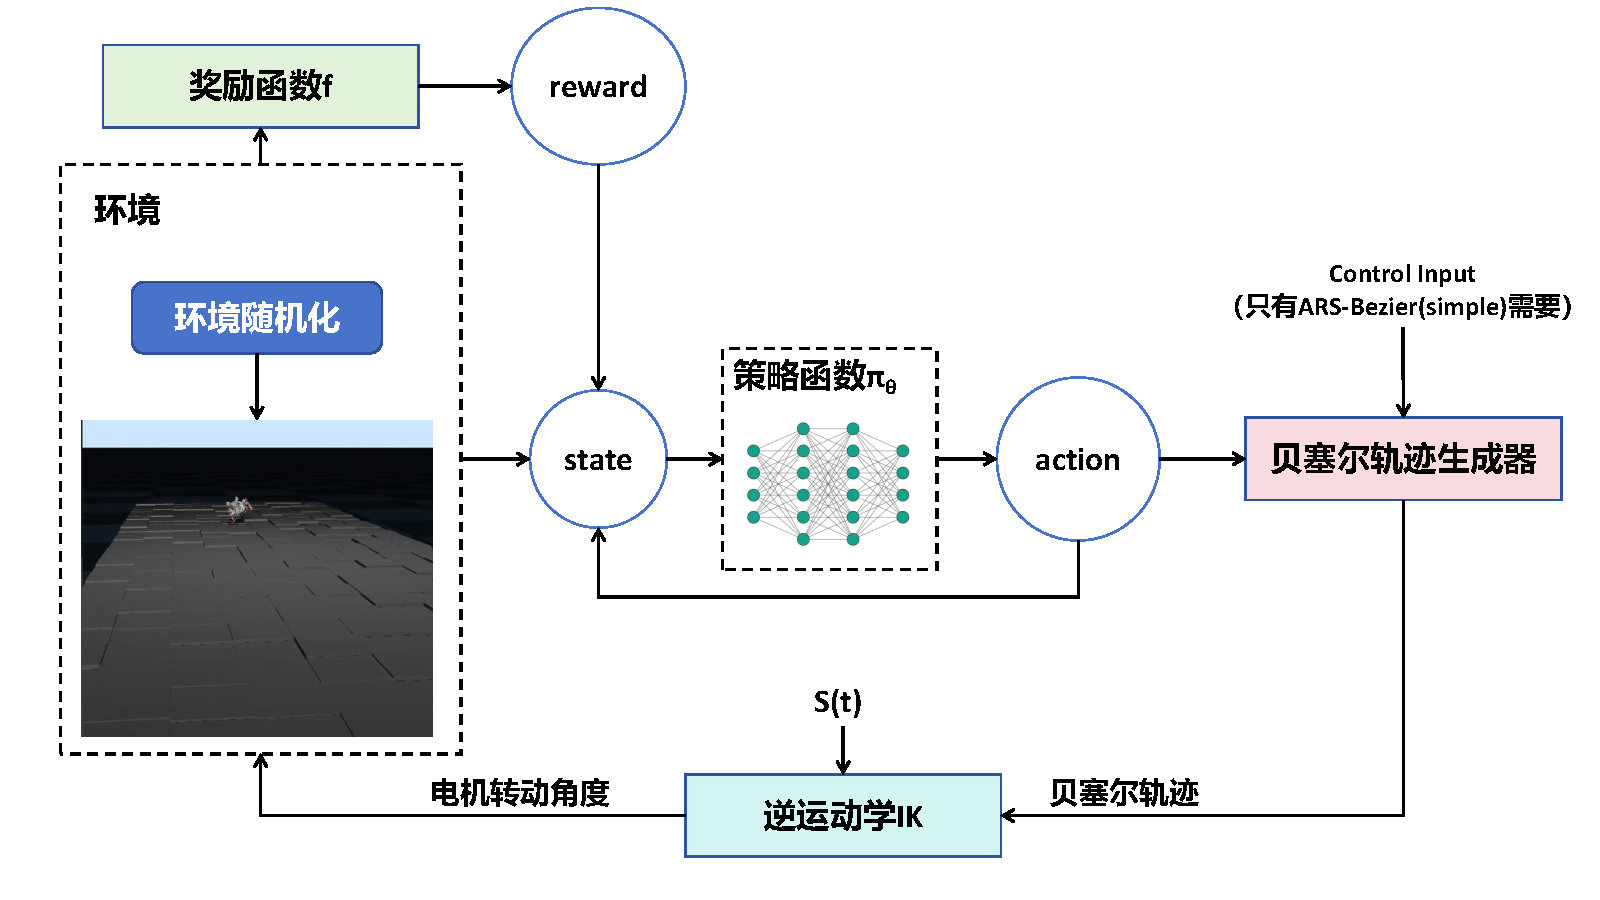 奖励函数f
reward
环境
环境随机化
Control Input
(只有ARS-Bezier(simple)需要)
策略函数πθ
state
action
贝塞尔轨迹生成器
S(t)
电机转动角度
逆运动学IK
贝塞尔轨迹